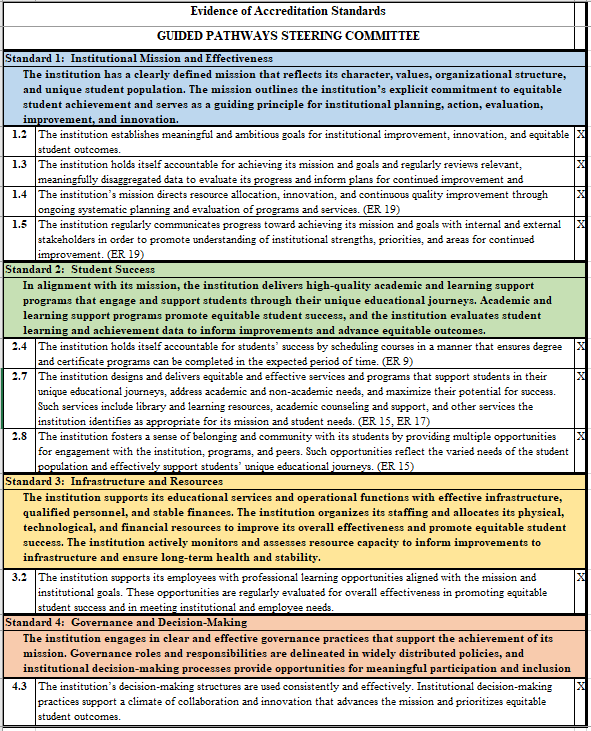 Evidence of Accreditation Standards
GUIDED PATHWAYS STEERING COMMITTEE
Standard 1: Institutional Mission and Effectiveness
The institution has a clearly defined mission that reflects its character, values, organizational structure,
and unique student population. The mission outlines the institution's explicit commitment to equitable
student achievement and serves as a guiding principle for institutional planning, action, evaluation,
improvement, and innovation.
1.2 The institution establishes meaningful and ambitious goals for institutional improvement, innovation, and equitable X
student outcomes.
1.3 The institution holds itself accountable for achieving its mission and goals and regularly reviews relevant, X
meaningfully disaggregated data to evaluate its progress and inform plans for continued improvement and
1.4 The institution's mission directs resource allocation, innovation, and continuous quality improvement through X
ongoing systematic planning and evaluation of programs and services. (ER 19)
1.5 The institution regularly communicates progress toward achieving its mission and goals with internal and external X
stakeholders in order to promote understanding of institutional strengths, priorities, and areas for continued
improvement. (ER 19)
Standard 2: Student Success
In alignment with its mission, the institution delivers high-quality academic and learning support
programs that engage and support students through their unique educational journeys. Academic and
learning support programs promote equitable student success, and the institution evaluates student
learning and achievement data to inform improvements and advance equitable outcomes.
2.4 The institution holds itself accountable for students' success by scheduling courses in a manner that ensures degree X
and certificate programs can be completed in the expected period of time. (ER 9)
2.7 The institution designs and delivers equitable and effective services and programs that support students in their X
unique educational journeys, address academic and non-academic needs, and maximize their potential for success.
Such services include library and learning resources, academic counseling and support, and other services the
institution identifies as appropriate for its mission and student needs. (ER 15, ER 17)
2.8 The institution fosters a sense of belonging and community with its students by providing multiple opportunities X
for engagement with the institution, programs, and peers. Such opportunities reflect the varied needs of the student
population and effectively support students' unique educational journeys. (ER 15)
Standard 3: Infrastructure and Resources
The institution supports its educational services and operational functions with effective infrastructure,
qualified personnel, and stable finances. The institution organizes its staffing and allocates its physical,
technological, and financial resources to improve its overall effectiveness and promote equitable student
success. The institution actively monitors and assesses resource capacity to inform improvements to
infrastructure and ensure long-term health and stability.
3.2 The institution supports its employees with professional learning opportunities aligned with the mission and X
institutional goals. These opportunities are regularly evaluated for overall effectiveness in promoting equitable
student success and in meeting institutional and employee needs.
Standard 4: Governance and Decision-Making
The institution engages in clear and effective governance practices that support the achievement of its
mission. Governance roles and responsibilities are delineated in widely distributed policies, and
institutional decision-making processes provide opportunities for meaningful participation and inclusion
4.3 The institution's decision-making structures are used consistently and effectively. Institutional decision-making X
practices support a climate of collaboration and innovation that advances the mission and prioritizes equitable
student outcomes.